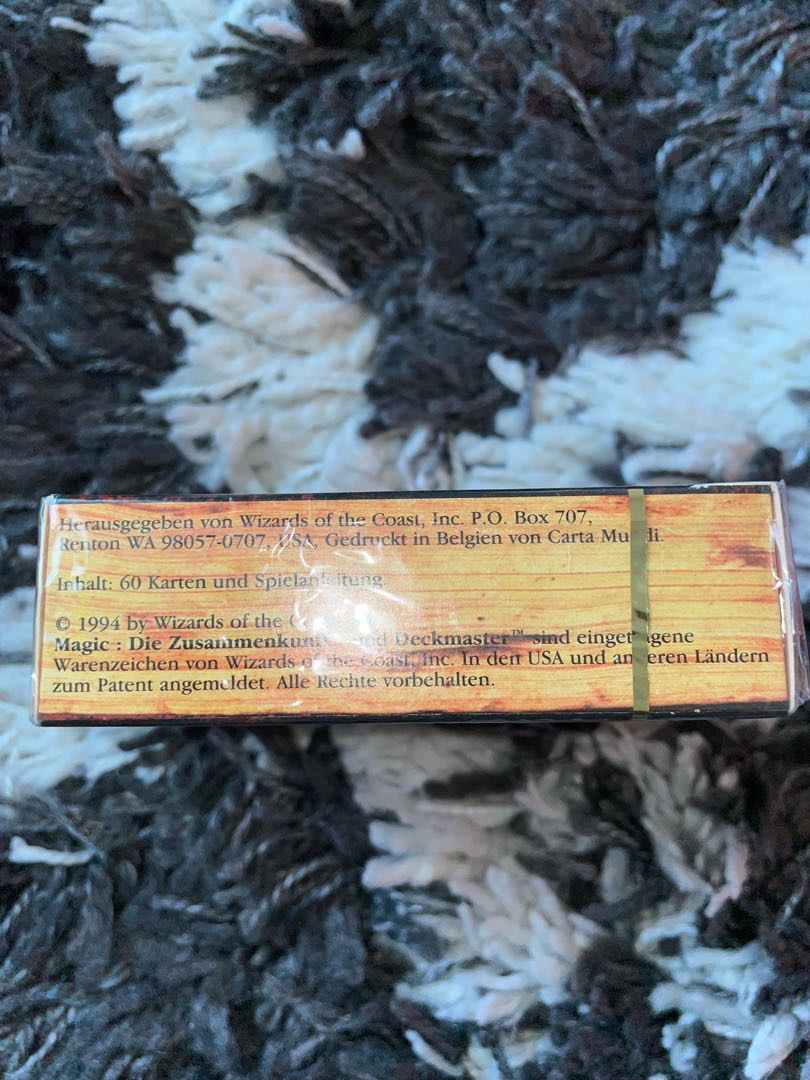 Herausgegeben von Wizards of the Coast, Inc. P.O. Box 707,
Renton WA 98057-0707, USA, Gedruckt in Belgien von Carta Mundi.
Inhalt: 60 Karten und Spielanleitung.
© 1994 by Wizards of the
Magic : Die Zusammenkunft und Deckmaster™ sind eingetragene
Warenzeichen von Wizards of the Coast, Inc. In den USA und anderen Ländern
zum Patent angemeldet. Alle Rechte vorbehalten.